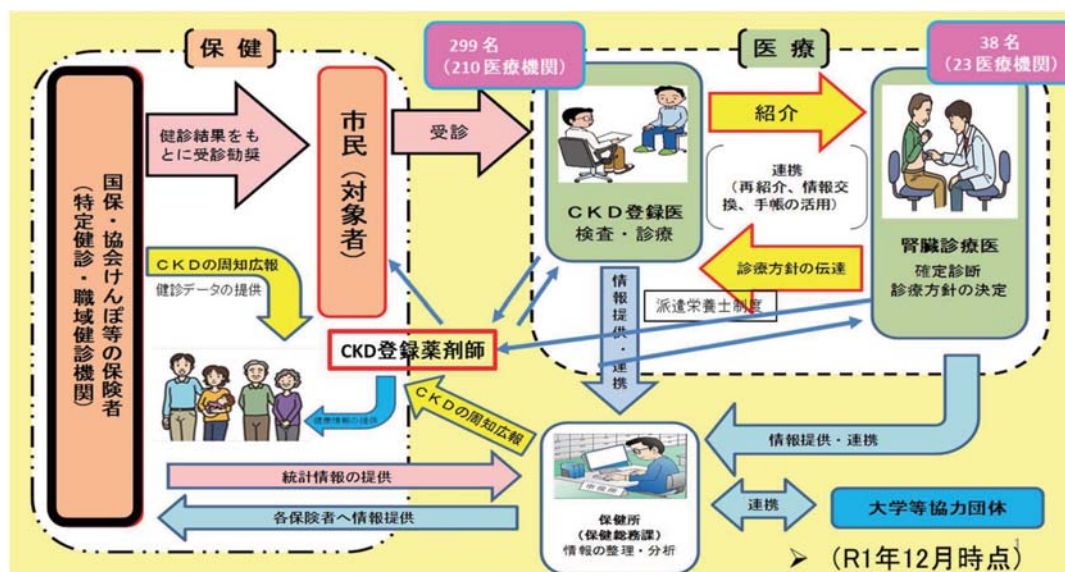 保 健
医 療
299 名
(210 医療機関)
38 名
(23 医療機関)
国保・協会けんぽ等の保険者
(特定健診・職域健診機関)
健診結果をも
とに受診勧奨
市民(対象者)
受診
CKD登録医
検査・診療
紹介
連携
(再紹介、情報交
換、手帳の活用)
診療方針の伝達
腎臓診療医
確定診断
診療方針の決定
CKDの周知広報
健診データの提供
情報提供・連携
派遣栄養士制度
CKD登録薬剤師
健康情報の提供
CKDの周知広報
情報提供・連携
統計情報の提供
各保険者へ情報提供
市保健所
保健所
(保健総務課)
情報の整理・分析
連携
大学等協力団体
➢ (R1年12月時点)